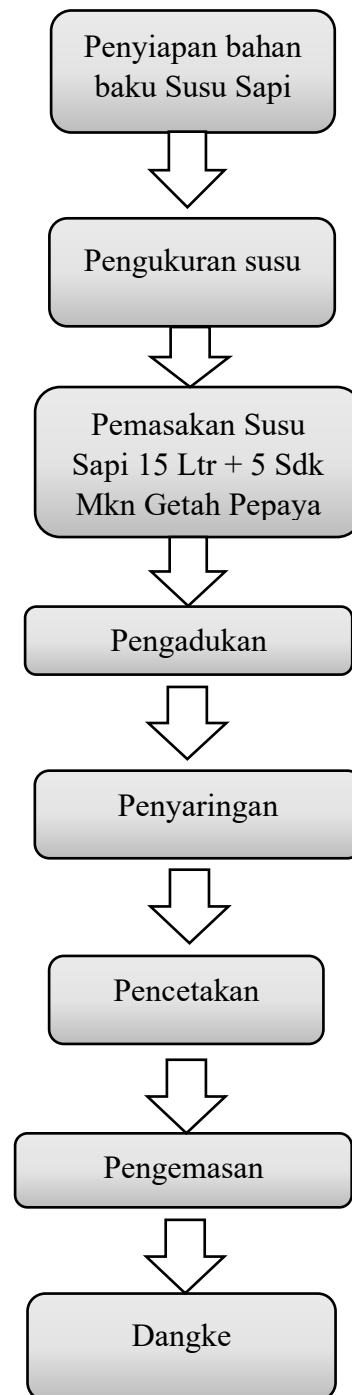 Penyiapan bahan
baku Susu Sapi
Pengukuran susu
Pemasakan Susu
Sapi 15 Ltr + 5 Sdk
Mkn Getah Pepaya
Pengadukan
Penyaringan
Pencetakan
Pengemasan
Dangke